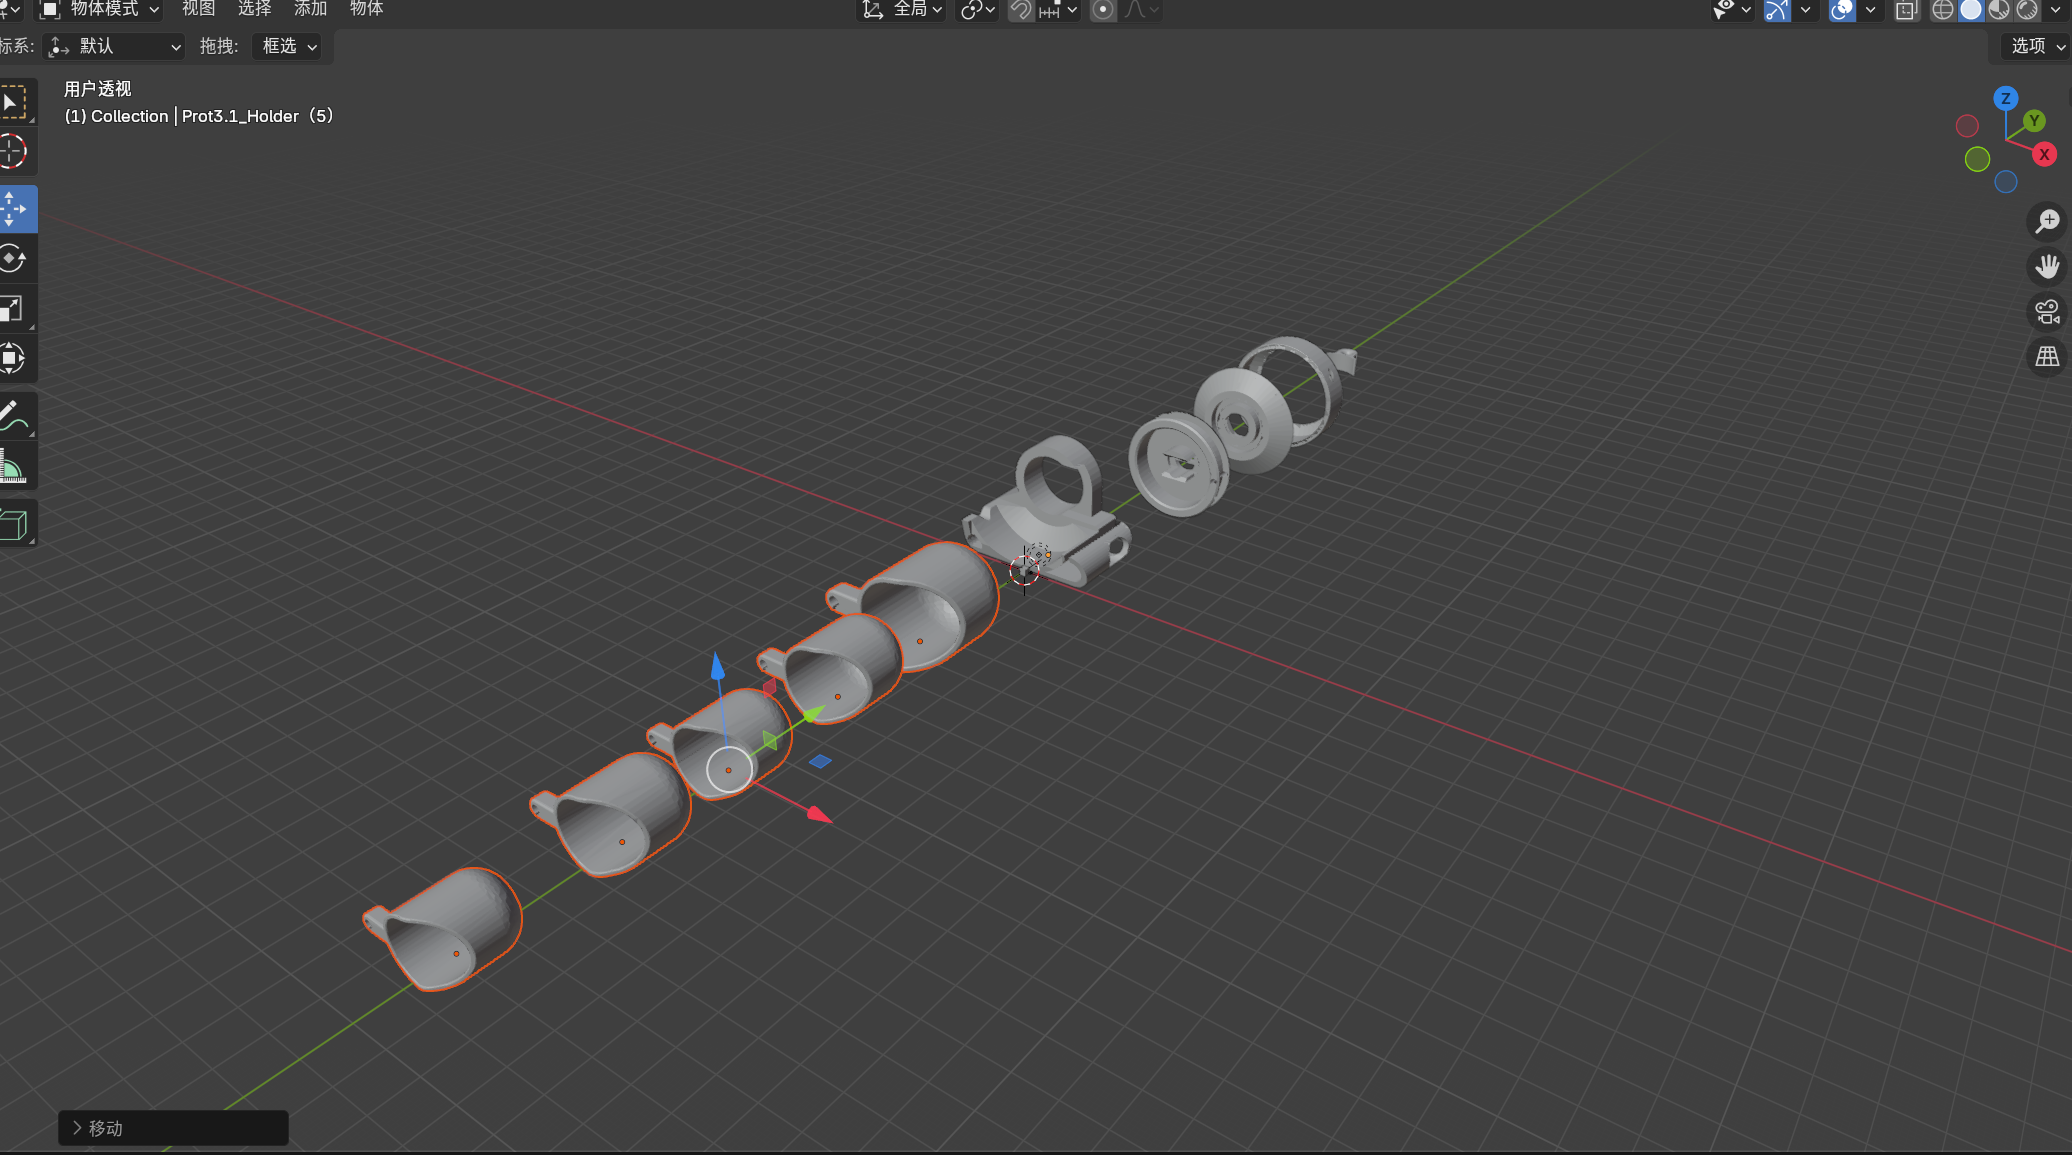 物体模式 视图 选择 添加 物体 全局
标系: 默认 拖拽: 框选 选项
用户透视
(1) Collection | Prot3.1_Holder（5）
Z
Y
X
移动